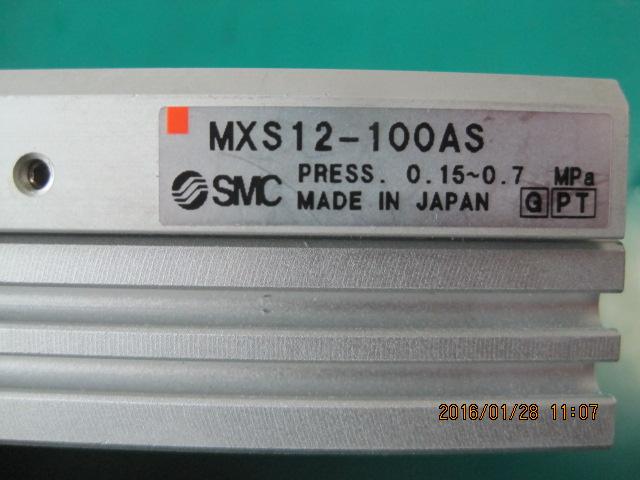 MXS12-100AS
SMC PRESS. 0.15~0.7 MPa
MADE IN JAPAN G PT
2016/01/28 11:07